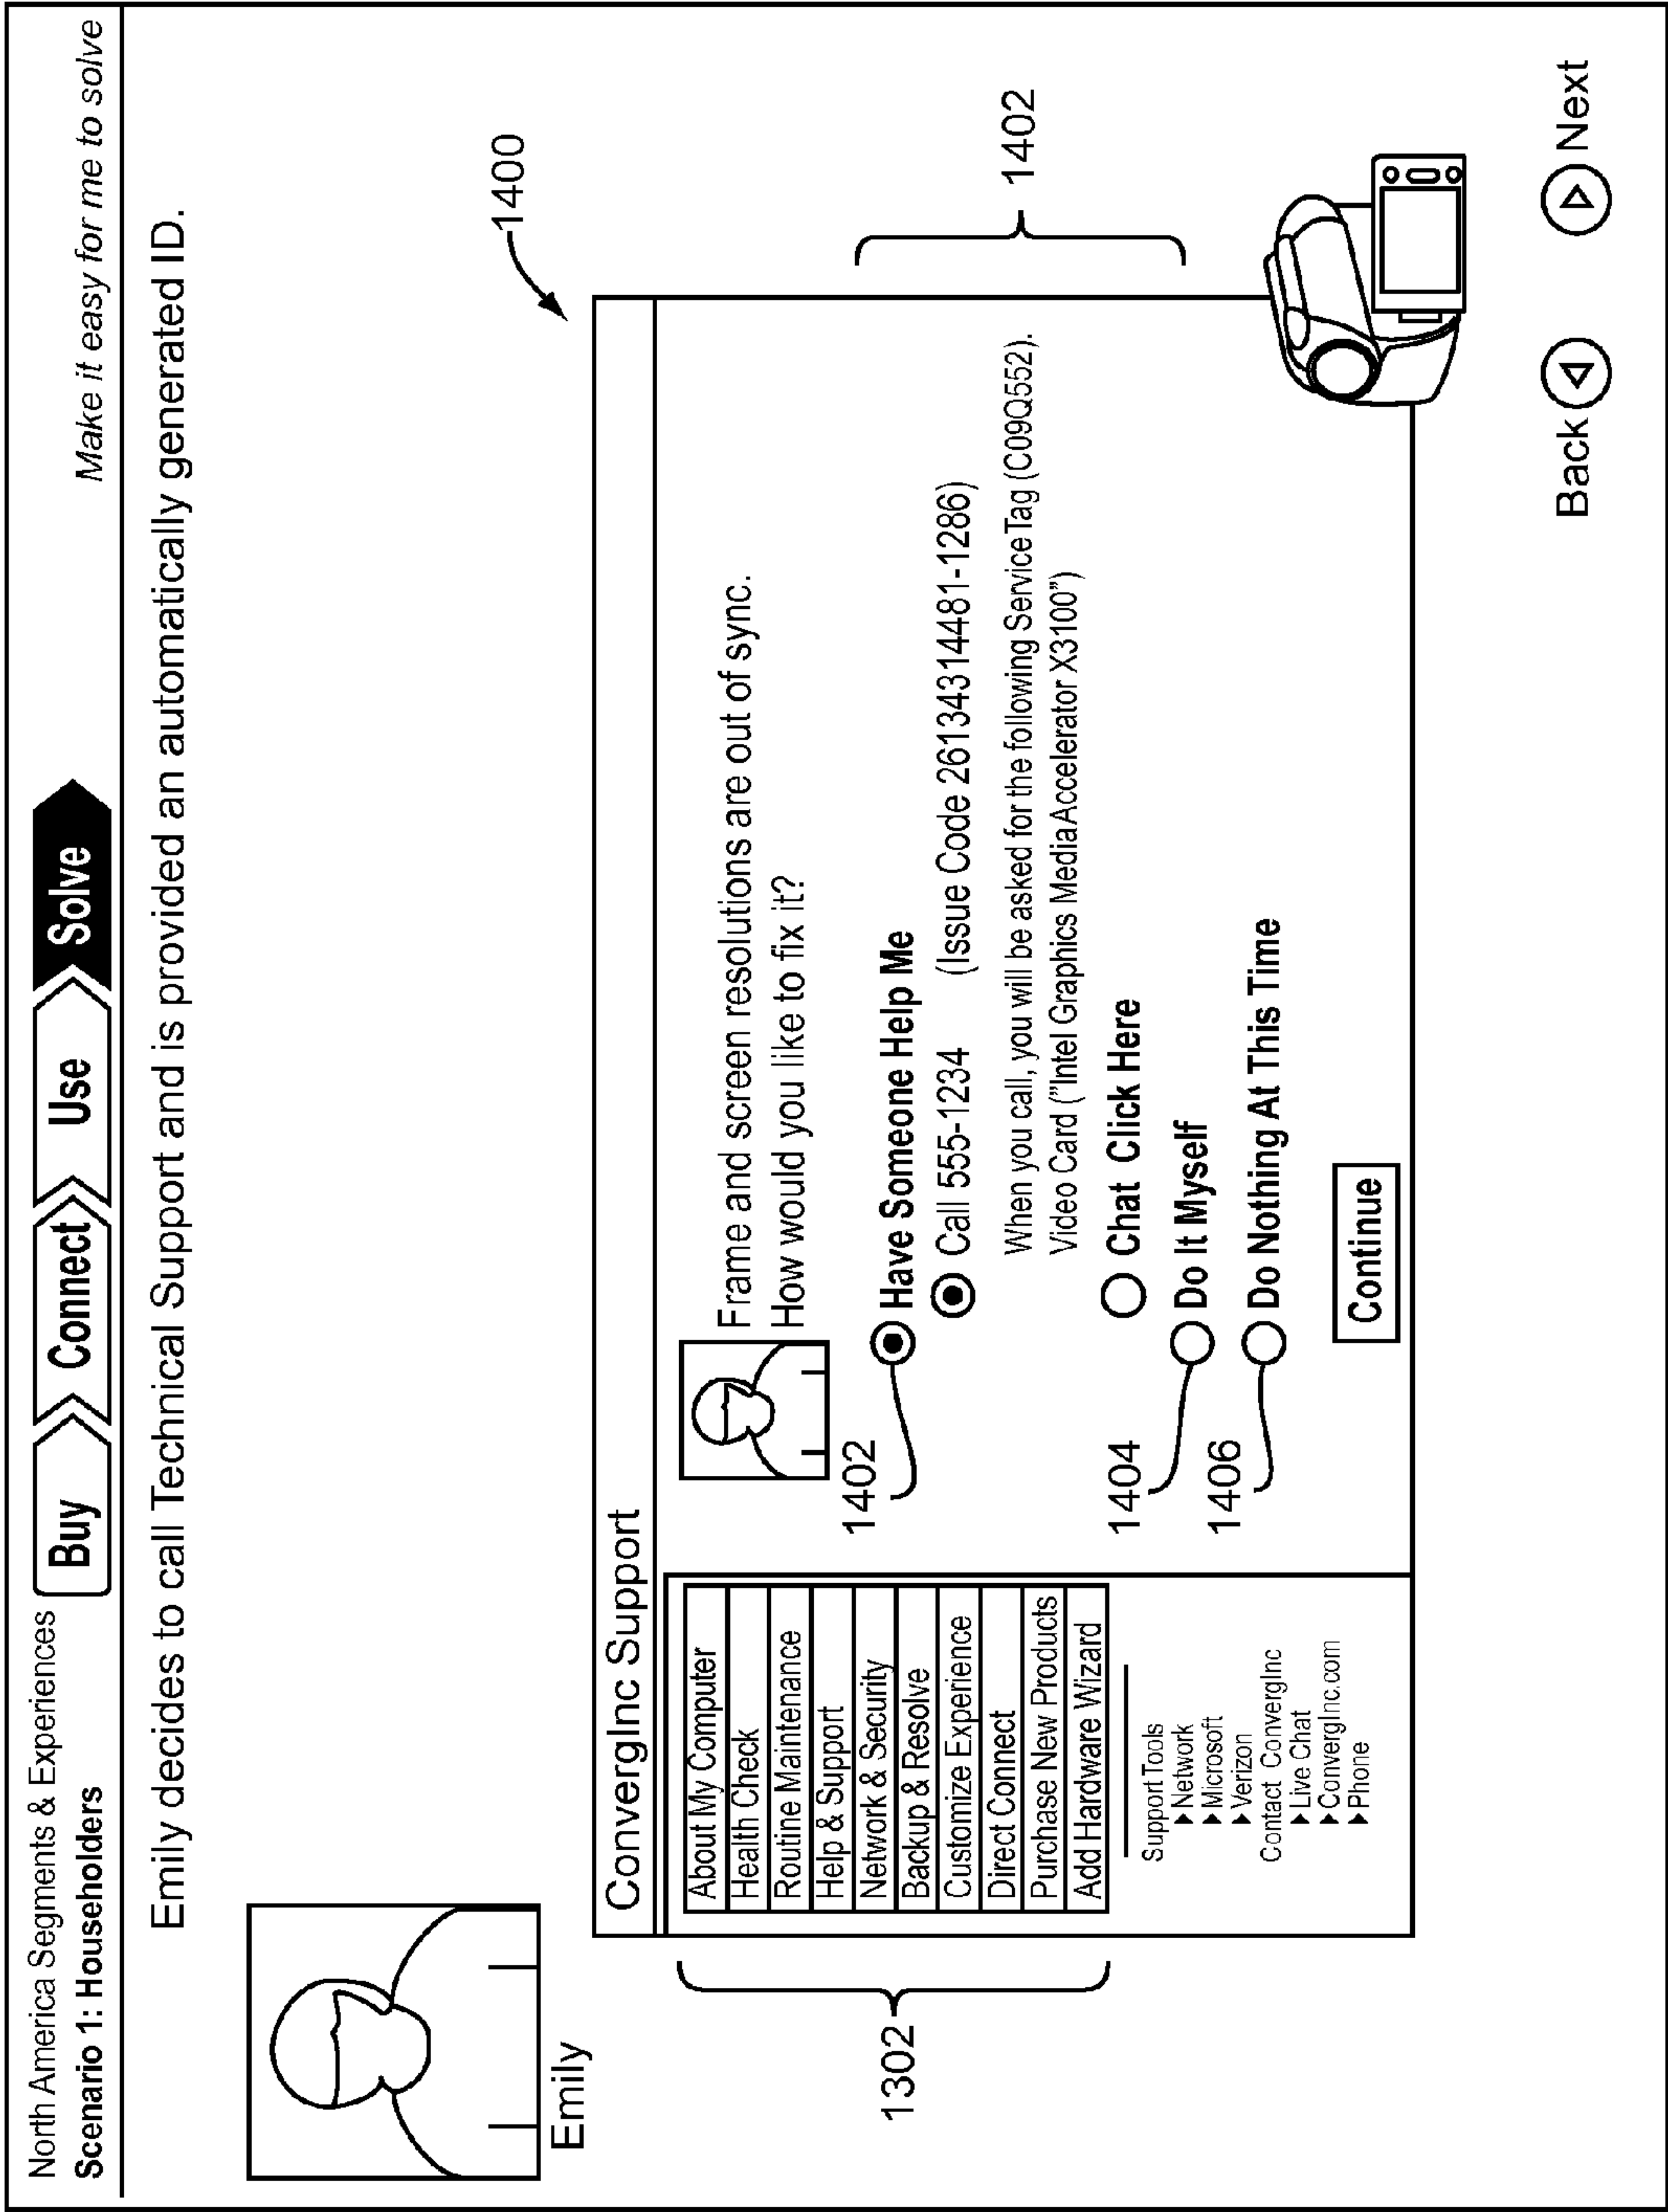 North America Segments & Experiences
Scenario 1: Householders
Buy
Connect
Use
Solve
Make it easy for me to solve
Emily decides to call Technical Support and is provided an automatically generated ID.
Emily
1400
ConvergInc Support
1302
About My Computer
Health Check
Routine Maintenance
Help & Support
Network & Security
Backup & Resolve
Customize Experience
Direct Connect
Purchase New Products
Add Hardware Wizard
Support Tools
Network
Microsoft
Verizon
Contact ConvergInc
Live Chat
ConvergInc.com
Phone
Frame and screen resolutions are out of sync.
How would you like to fix it?
1402
Have Someone Help Me
Call 555-1234 (Issue Code 26134314481-1286)
When you call, you will be asked for the following Service Tag (C09Q552).
Video Card ("Intel Graphics Media Accelerator X3100")
Chat Click Here
1404
Do It Myself
1406
Do Nothing At This Time
Continue
1402
Back
Next